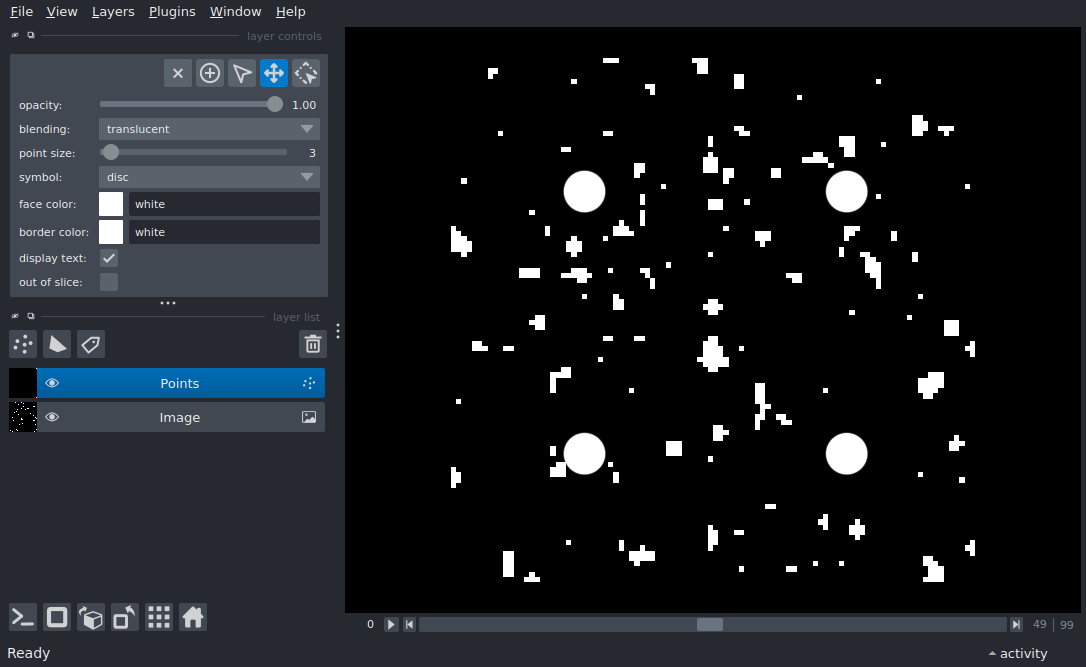 File View Layers Plugins Window Help
layer controls
opacity: 1.00
blending: translucent
point size: 3
symbol: disc
face color: white
border color: white
display text:
out of slice:
layer list
Points
Image
0 49 99
Ready activity